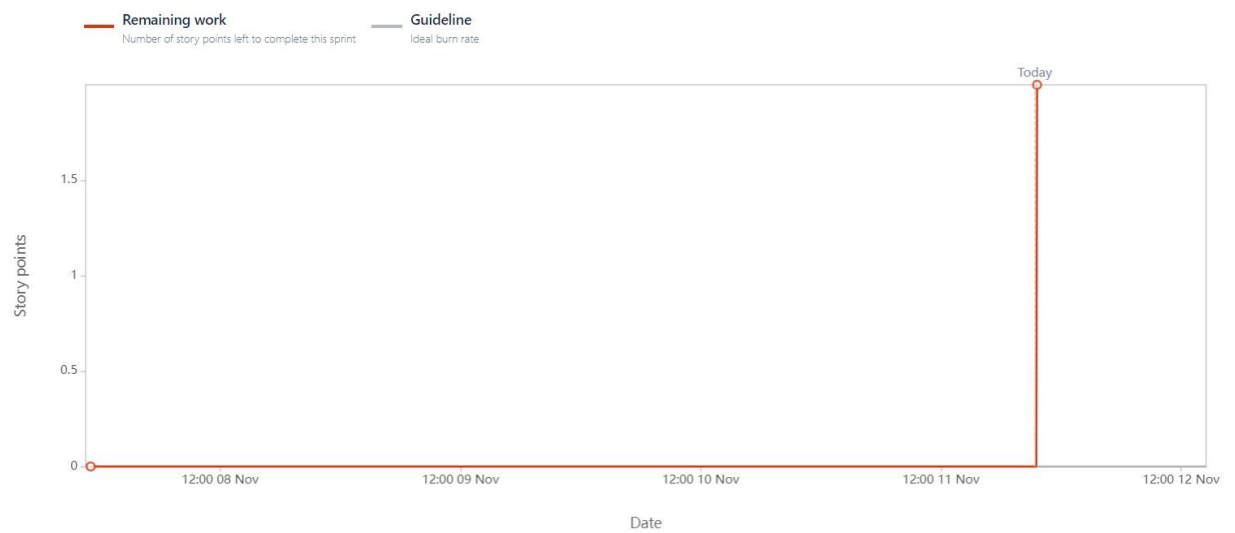 Remaining work
Number of story points left to complete this sprint
Guideline
Ideal burn rate
Today
1.5
1
0.5
0
Story points
12:00 08 Nov
12:00 09 Nov
12:00 10 Nov
12:00 11 Nov
12:00 12 Nov
Date